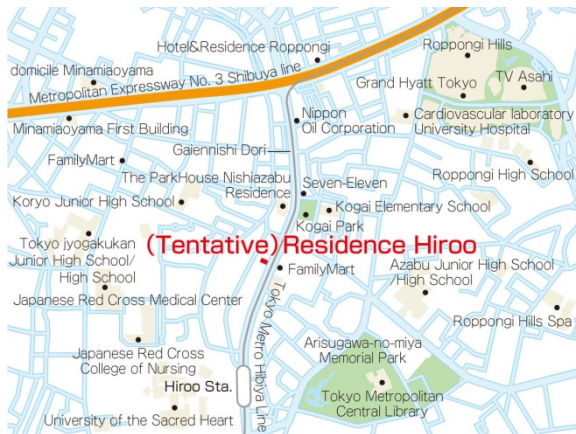 Hotel&Residence Roppongi
Roppongi Hills
domicile Minamiaoyama
TV Asahi
Metropolitan Expressway No. 3 Shibuya line
Grand Hyatt Tokyo
Minamiaoyama First Building
Nippon
Oil Corporation
Cardiovascular laboratory
University Hospital
Gaiennishi Dori
FamilyMart
Roppongi High School
The ParkHouse Nishiazabu
Residence
Seven-Eleven
Koryo Junior High School
Kogai Elementary School
Kogai Park
Tokyo jyogakukan
Junior High School/
High School
(Tentative) Residence Hiroo
FamilyMart
Azabu Junior High School
/High School
Japanese Red Cross Medical Center
Roppongi Hills Spa
Tokyo Metro Hibiya Line
Japanese Red Cross
College of Nursing
Arisugawa-no-miya
Memorial Park
Hiroo Sta.
Tokyo Metropolitan
Central Library
University of the Sacred Heart